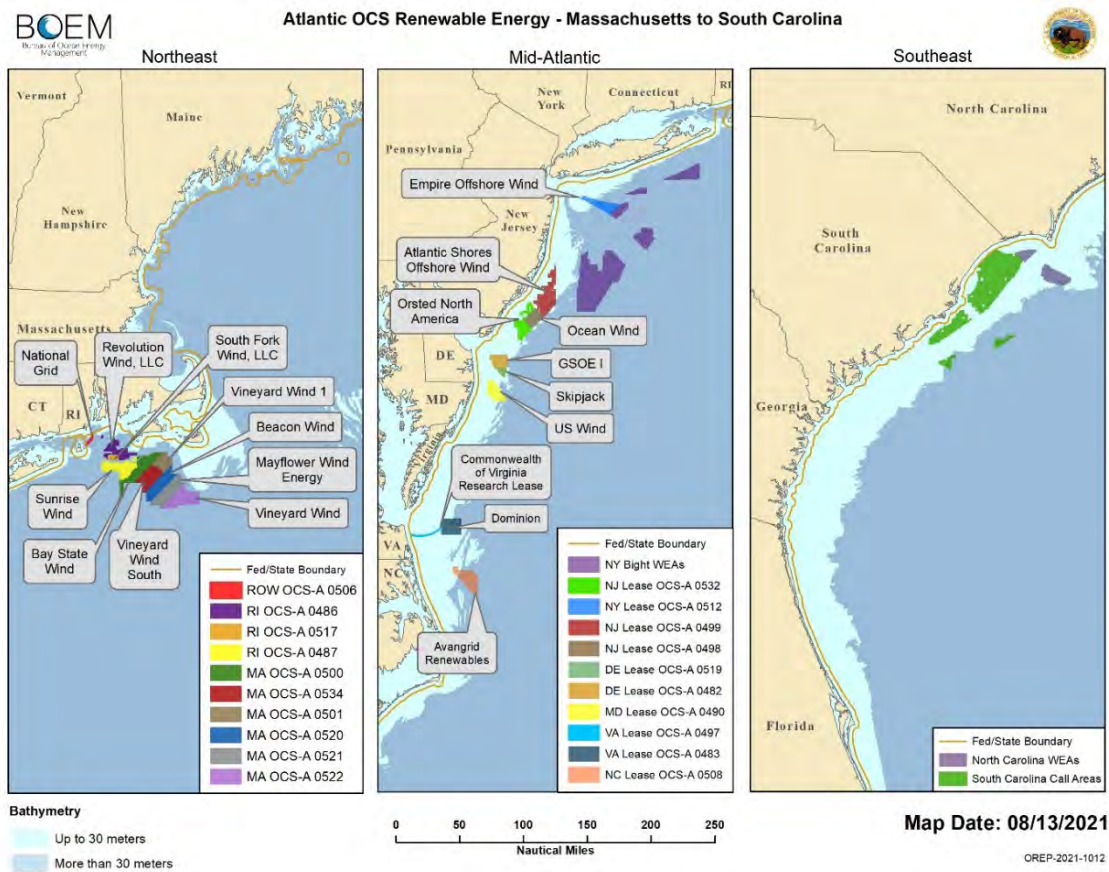 BOEM
Bureau of Ocean Energy
Management
Atlantic OCS Renewable Energy - Massachusetts to South Carolina
Northeast
Vermont
Maine
New
Hampshire
Massachusetts
National
Grid
Revolution
Wind, LLC
South Fork
Wind, LLC
CT
RI
Vineyard Wind 1
Beacon Wind
Mayflower Wind
Energy
Vineyard Wind
Sunrise
Wind
Bay State
Wind
Vineyard
Wind
South
Fed/State Boundary
ROW OCS-A 0506
RI OCS-A 0486
RI OCS-A 0517
RI OCS-A 0487
MA OCS-A 0500
MA OCS-A 0534
MA OCS-A 0501
MA OCS-A 0520
MA OCS-A 0521
MA OCS-A 0522
Mid-Atlantic
New
York
Connecticut
RI
Pennsylvania
Empire Offshore Wind
New
Jersey
Atlantic Shores
Offshore Wind
Orsted North
America
Ocean Wind
DE
GSOE I
MD
Skipjack
US Wind
Virginia
Commonwealth
of Virginia
Research Lease
Dominion
VA
NC
Avangrid
Renewables
Fed/State Boundary
NY Bight WEAs
NJ Lease OCS-A 0532
NY Lease OCS-A 0512
NJ Lease OCS-A 0499
NJ Lease OCS-A 0498
DE Lease OCS-A 0519
DE Lease OCS-A 0482
MD Lease OCS-A 0490
VA Lease OCS-A 0497
VA Lease OCS-A 0483
NC Lease OCS-A 0508
Southeast
North Carolina
South
Carolina
Georgia
Florida
Fed/State Boundary
North Carolina WEAs
South Carolina Call Areas
Bathymetry
Up to 30 meters
More than 30 meters
0 50 100 150 200 250
Nautical Miles
Map Date: 08/13/2021
OREP-2021-1012